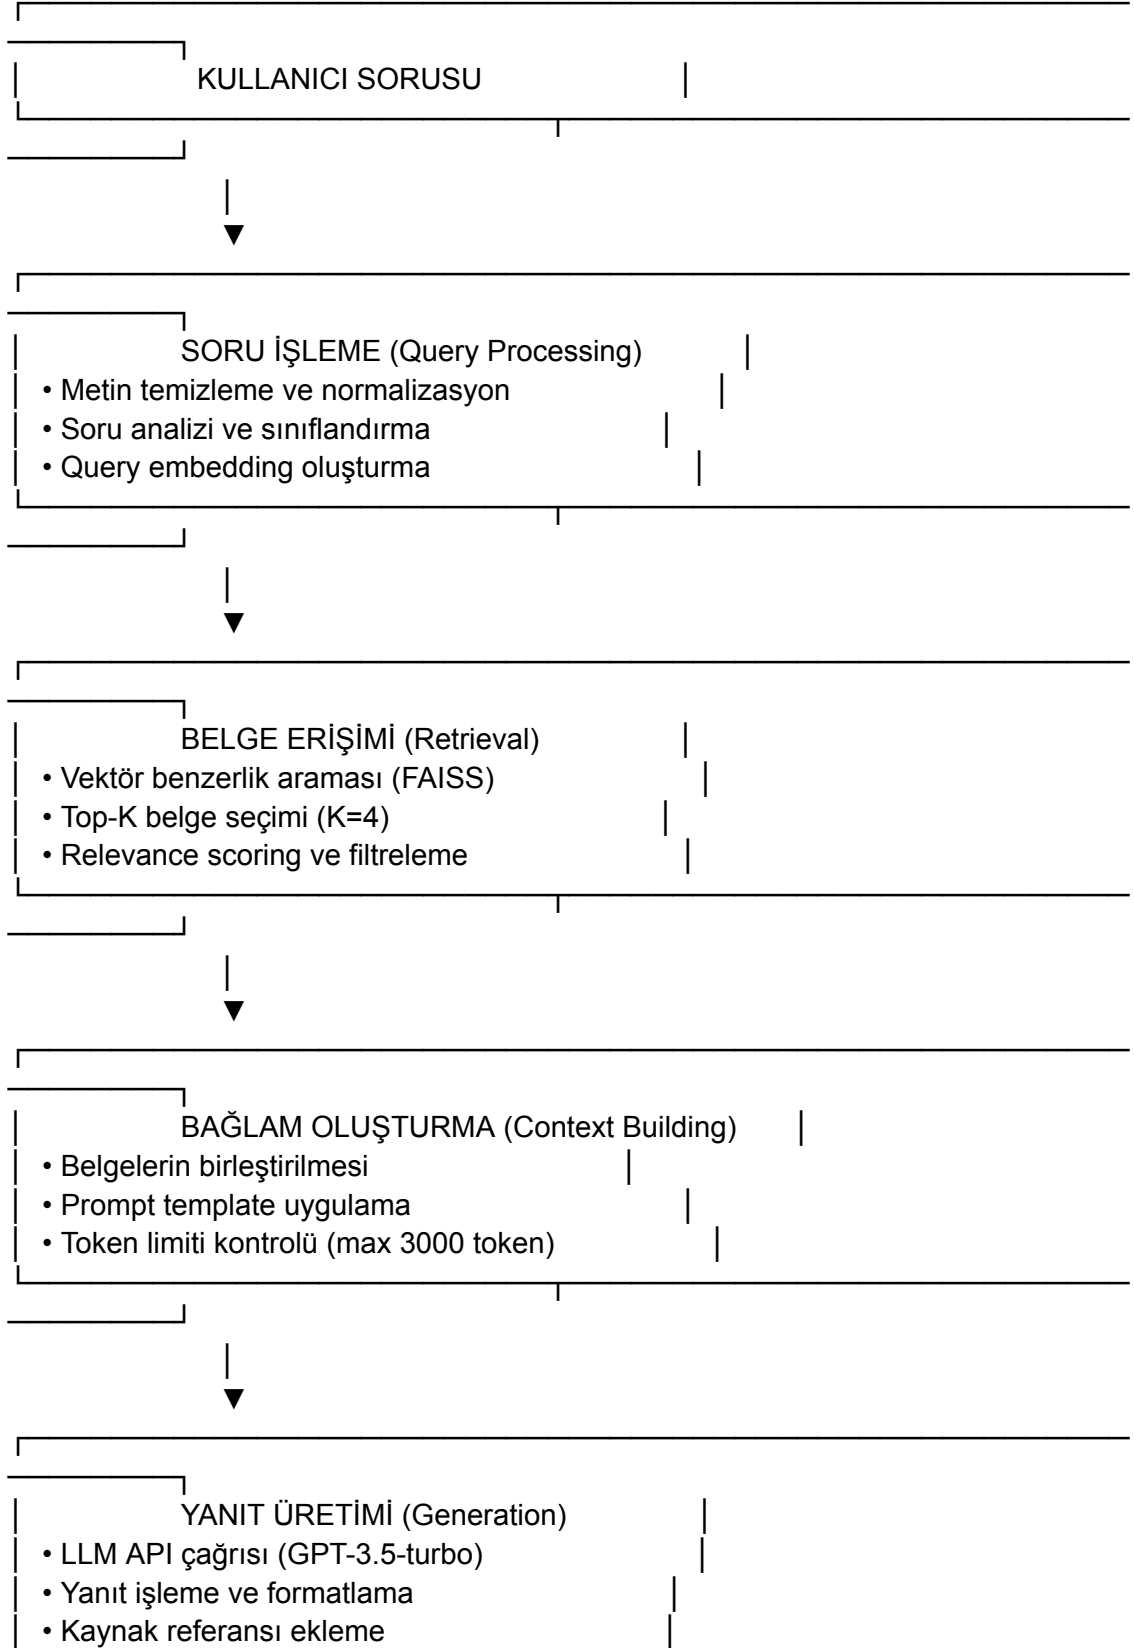 KULLANICI SORUSU
▼
SORU İŞLEME (Query Processing)
• Metin temizleme ve normalizasyon
• Soru analizi ve sınıflandırma
• Query embedding oluşturma
▼
BELGE ERİŞİMİ (Retrieval)
• Vektör benzerlik araması (FAISS)
• Top-K belge seçimi (K=4)
• Relevance scoring ve filtreleme
▼
BAĞLAM OLUŞTURMA (Context Building)
• Belgelerin birleştirilmesi
• Prompt template uygulama
• Token limiti kontrolü (max 3000 token)
▼
YANIT ÜRETİMİ (Generation)
• LLM API çağrısı (GPT-3.5-turbo)
• Yanıt işleme ve formatlama
• Kaynak referansı ekleme